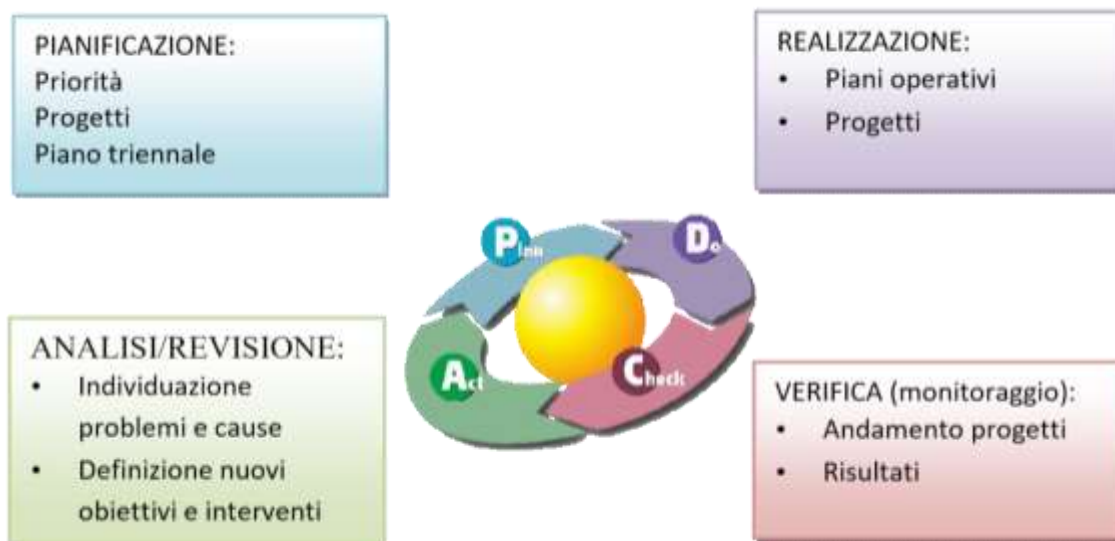 PIANIFICAZIONE:
Priorità
Progetti
Piano triennale
REALIZZAZIONE:
• Piani operativi
• Progetti
Plan
Do
Act
Check
ANALISI/REVISIONE:
• Individuazione
problemi e cause
• Definizione nuovi
obiettivi e interventi
VERIFICA (monitoraggio):
• Andamento progetti
• Risultati